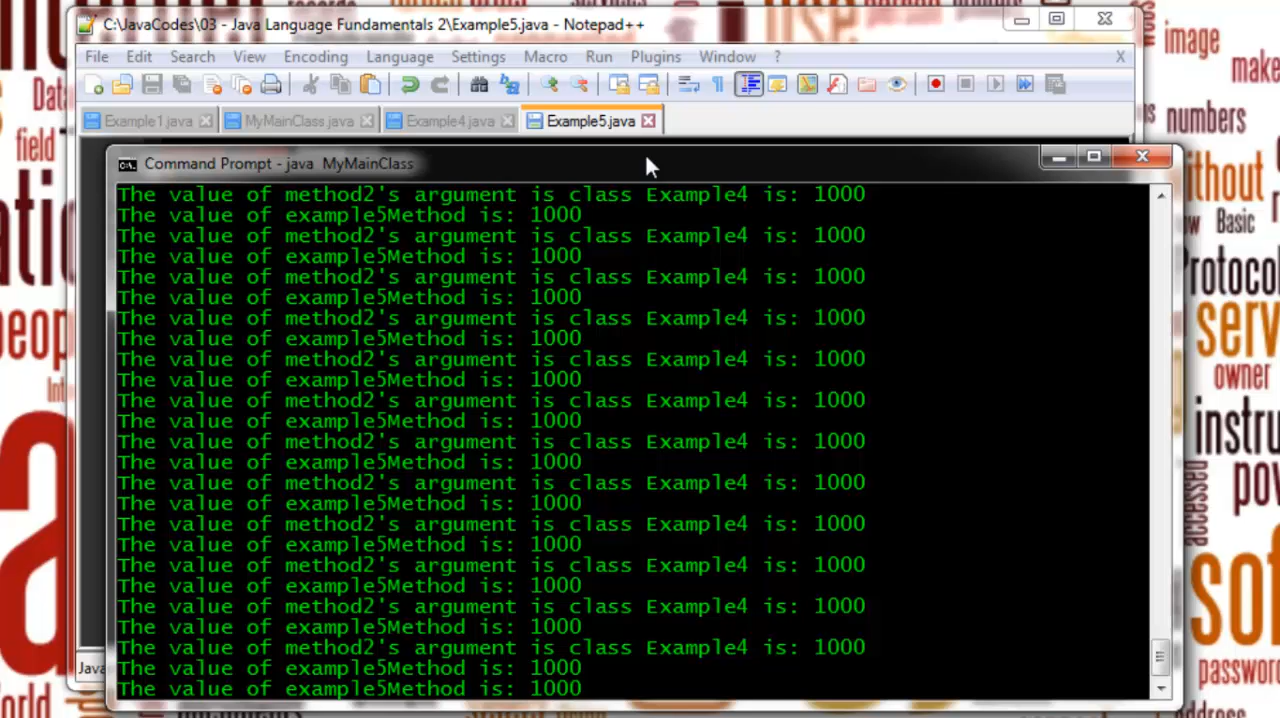 C:\JavaCodes\03 - Java Language Fundamentals 2\Example5.java - Notepad++
File Edit Search View Encoding Language Settings Macro Run Plugins Window ? X
Example1.java MyMainClass.java Example4.java Example5.java
Command Prompt - java MyMainClass
The value of method2's argument is class Example4 is: 1000
The value of example5Method is: 1000
The value of method2's argument is class Example4 is: 1000
The value of example5Method is: 1000
The value of method2's argument is class Example4 is: 1000
The value of example5Method is: 1000
The value of method2's argument is class Example4 is: 1000
The value of example5Method is: 1000
The value of method2's argument is class Example4 is: 1000
The value of example5Method is: 1000
The value of method2's argument is class Example4 is: 1000
The value of example5Method is: 1000
The value of method2's argument is class Example4 is: 1000
The value of example5Method is: 1000
The value of method2's argument is class Example4 is: 1000
The value of example5Method is: 1000
The value of method2's argument is class Example4 is: 1000
The value of example5Method is: 1000
The value of method2's argument is class Example4 is: 1000
The value of example5Method is: 1000
The value of method2's argument is class Example4 is: 1000
The value of example5Method is: 1000
The value of method2's argument is class Example4 is: 1000
The value of example5Method is: 1000
The value of example5Method is: 1000
Java
field
image
make
numbers
Basic
owner
accessed
password